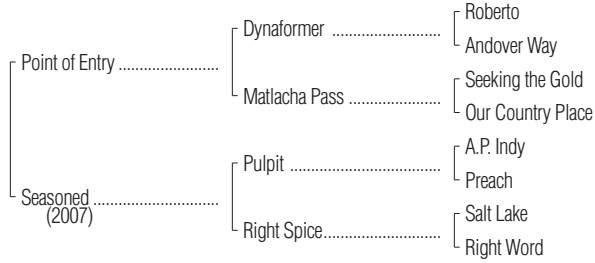 Roberto
Dynaformer ........................
Andover Way
Point of Entry ......................
Seeking the Gold
Matlacha Pass ....................
Our Country Place
A.P. Indy
Pulpit .................................
Preach
Seasoned ...........................
(2007)
Salt Lake
Right Spice.........................
Right Word